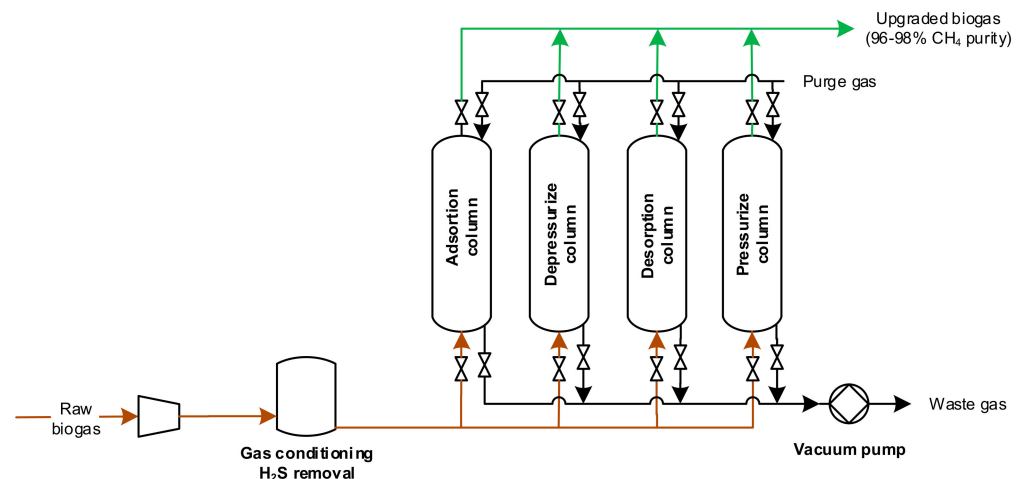 Upgraded biogas
(96-98% CH₄ purity)
Purge gas
Adsortion
column
Depressurize
column
Desorption
column
Pressurize
column
Raw
biogas
Gas conditioning
H₂S removal
Vacuum pump
Waste gas